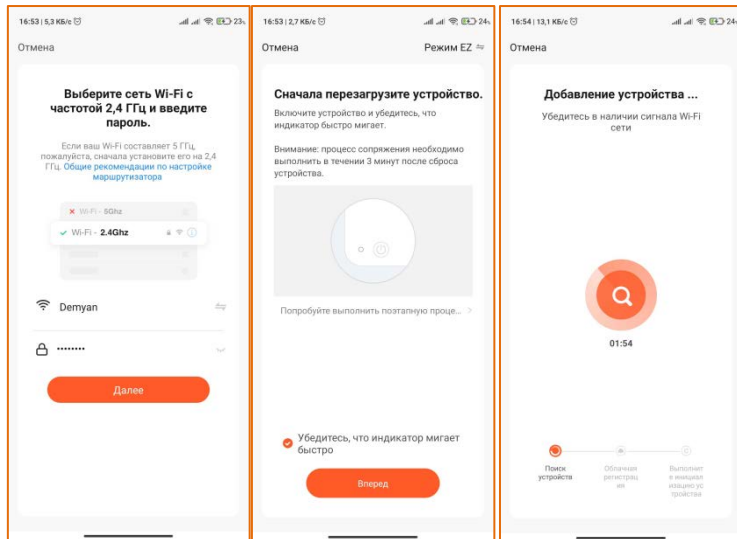 16:53 | 5,3 КБ/с
23
Отмена
Выберите сеть Wi-Fi с
частотой 2,4 ГГц и введите
пароль.
Если ваш Wi-Fi составляет 5 ГГц,
пожалуйста, сначала установите его на 2,4
ГГц. Общие рекомендации по настройке
маршрутизатора
Wi-Fi - 5Ghz
Wi-Fi - 2.4Ghz
Demyan
••••••••
Далее
16:53 | 2,7 КБ/с
24
Отмена
Режим EZ
Сначала перезагрузите устройство.
Включите устройство и убедитесь, что
индикатор быстро мигает.
Внимание: процесс сопряжения необходимо
выполнить в течении 3 минут после сброса
устройства.
Попробуйте выполнить поэтапную проце...
Убедитесь, что индикатор мигает
быстро
Вперед
16:54 | 13,1 КБ/с
24
Отмена
Добавление устройства ...
Убедитесь в наличии сигнала Wi-Fi
сети
01:54
Поиск
устройств
Облачная
регистрац
ия
Выполнит
е инициал
изацию ус
тройства